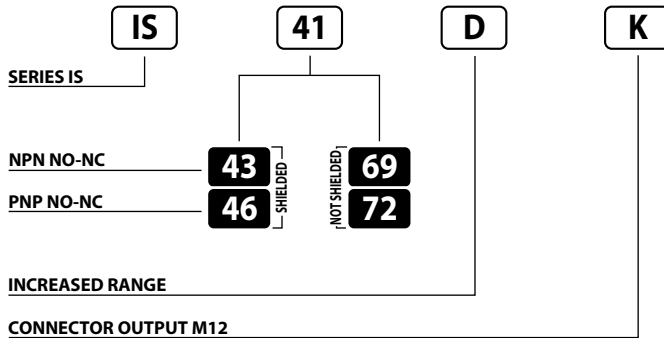 IS 41 D K
SERIES IS
NPN NO-NC 43 69
PNP NO-NC 46 72
SHIELDED
NOT SHIELDED
INCREASED RANGE
CONNECTOR OUTPUT M12